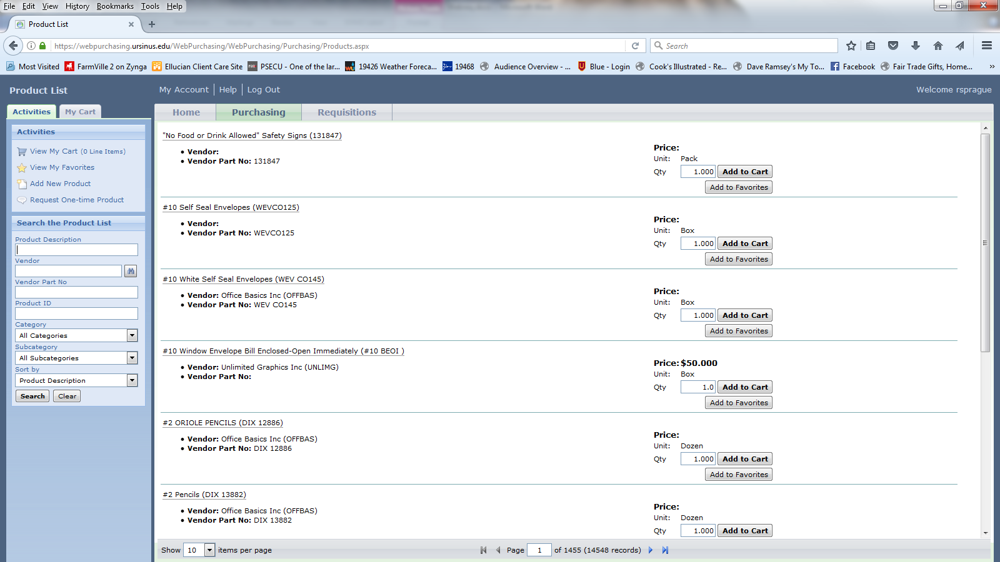 File Edit View History Bookmarks Tools Help
Product List
https://webpurchasing.ursinus.edu/WebPurchasing/WebPurchasing/Purchasing/Products.aspx Search
Most Visited FarmVille 2 on Zynga Ellucian Client Care Site PSECU - One of the lar... 19426 Weather Foreca... 19468 Audience Overview - ... Blue - Login Cook's Illustrated - Re... Dave Ramsey's My To... Facebook Fair Trade Gifts, Home... »
Product List My Account Help Log Out Welcome rsprague
Activities My Cart
Home Purchasing Requisitions
Activities
View My Cart (0 Line Items)
View My Favorites
Add New Product
Request One-time Product
Search the Product List
Product Description
Vendor
Vendor Part No
Product ID
Category
All Categories
Subcategory
All Subcategories
Sort by
Product Description
Search Clear
"No Food or Drink Allowed" Safety Signs (131847)
• Vendor:
• Vendor Part No: 131847
Price:
Unit: Pack
Qty 1.000 Add to Cart
Add to Favorites
#10 Self Seal Envelopes (WEVCO125)
• Vendor:
• Vendor Part No: WEVCO125
Price:
Unit: Box
Qty 1.000 Add to Cart
Add to Favorites
#10 White Self Seal Envelopes (WEV CO145)
• Vendor: Office Basics Inc (OFFBAS)
• Vendor Part No: WEV CO145
Price:
Unit: Box
Qty 1.000 Add to Cart
Add to Favorites
#10 Window Envelope Bill Enclosed-Open Immediately (#10 BEOI )
• Vendor: Unlimited Graphics Inc (UNLIMG)
• Vendor Part No:
Price: $50.000
Unit: Box
Qty 1.0 Add to Cart
Add to Favorites
#2 ORIOLE PENCILS (DIX 12886)
• Vendor: Office Basics Inc (OFFBAS)
• Vendor Part No: DIX 12886
Price:
Unit: Dozen
Qty 1.000 Add to Cart
Add to Favorites
#2 Pencils (DIX 13882)
• Vendor: Office Basics Inc (OFFBAS)
• Vendor Part No: DIX 13882
Price:
Unit: Dozen
Qty 1.000 Add to Cart
Show 10 items per page Page 1 of 1455 (14548 records)